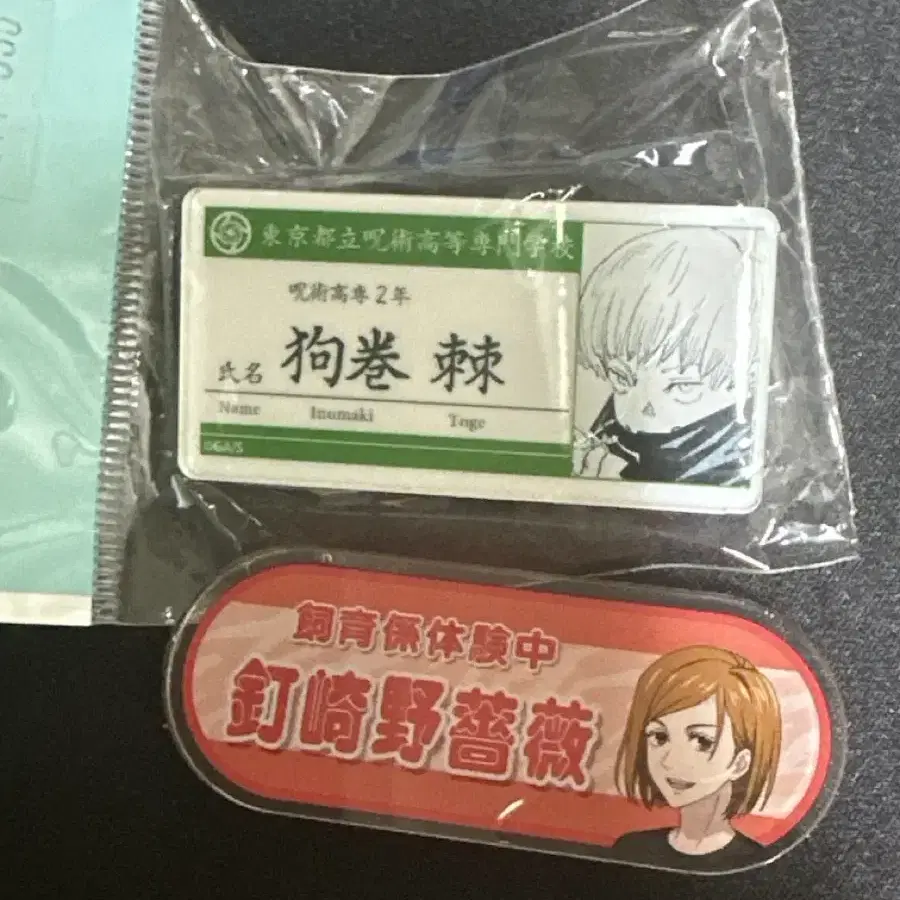 東京都立呪術高等専門学校
呪術高専2年
氏名 狗巻 棘
Name Inumaki Toge
©GA/S
飼育係体験中
釘崎野薔薇